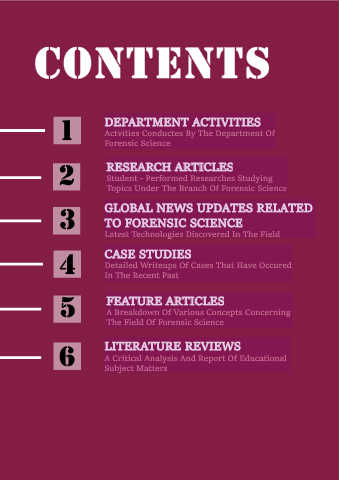 CONTENTS
1
DEPARTMENT ACTIVITIES
Actvities Conductes By The Department Of
Forensic Science
2
RESEARCH ARTICLES
Student - Performed Researches Studying
Topics Under The Branch Of Forensic Science
3
GLOBAL NEWS UPDATES RELATED
TO FORENSIC SCIENCE
Latest Technologies Discovered In The Field
4
CASE STUDIES
Detailed Writeups Of Cases That Have Occured
In The Recent Past
5
FEATURE ARTICLES
A Breakdown Of Various Concepts Concerning
The Field Of Forensic Science
6
LITERATURE REVIEWS
A Critical Analysis And Report Of Educational
Subject Matters